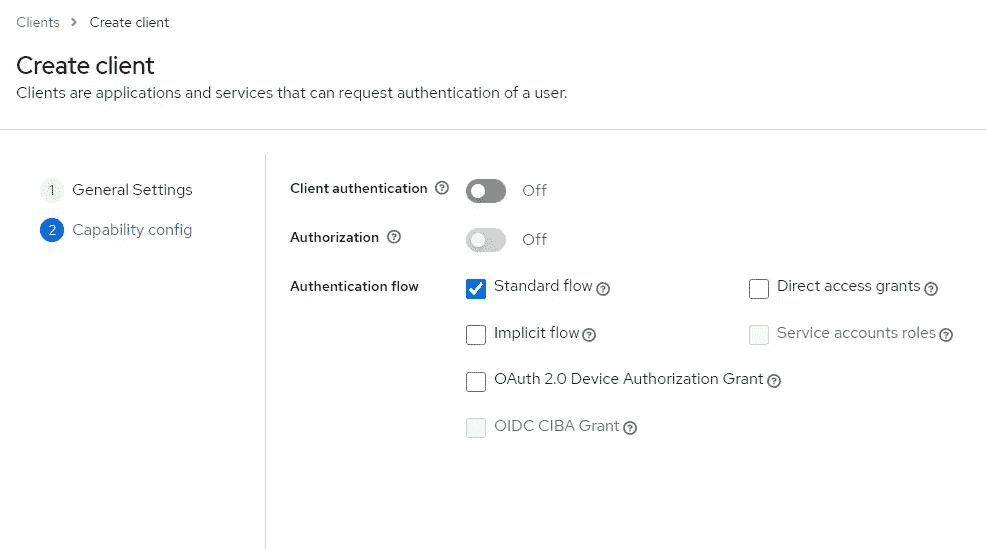 Clients > Create client
Create client
Clients are applications and services that can request authentication of a user.
1 General Settings
2 Capability config
Client authentication ? Off
Authorization ? Off
Authentication flow
Standard flow ? Direct access grants ?
Implicit flow ? Service accounts roles ?
OAuth 2.0 Device Authorization Grant ?
OIDC CIBA Grant ?